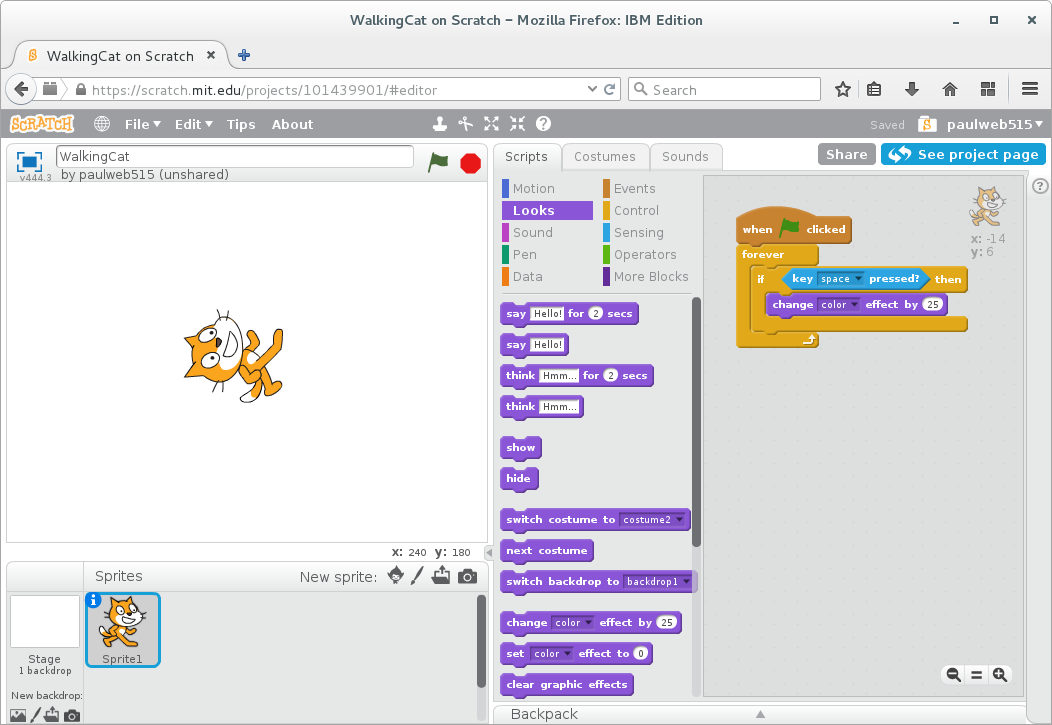 WalkingCat on Scratch – Mozilla Firefox: IBM Edition
WalkingCat on Scratch
https://scratch.mit.edu/projects/101439901/#editor
Search
SCRATCH
File
Edit
Tips
About
Saved
paulweb515
WalkingCat
by paulweb515 (unshared)
v444.3
Scripts
Costumes
Sounds
Share
See project page
Motion
Events
Looks
Control
Sound
Sensing
Pen
Operators
Data
More Blocks
say Hello! for 2 secs
say Hello!
think Hmm... for 2 secs
think Hmm...
show
hide
switch costume to costume2
next costume
switch backdrop to backdrop1
change color effect by 25
set color effect to 0
clear graphic effects
when clicked
forever
if key space pressed? then
change color effect by 25
x: -14
y: 6
x: 240 y: 180
Sprites
New sprite:
Stage
1 backdrop
New backdrop:
Sprite1
Backpack